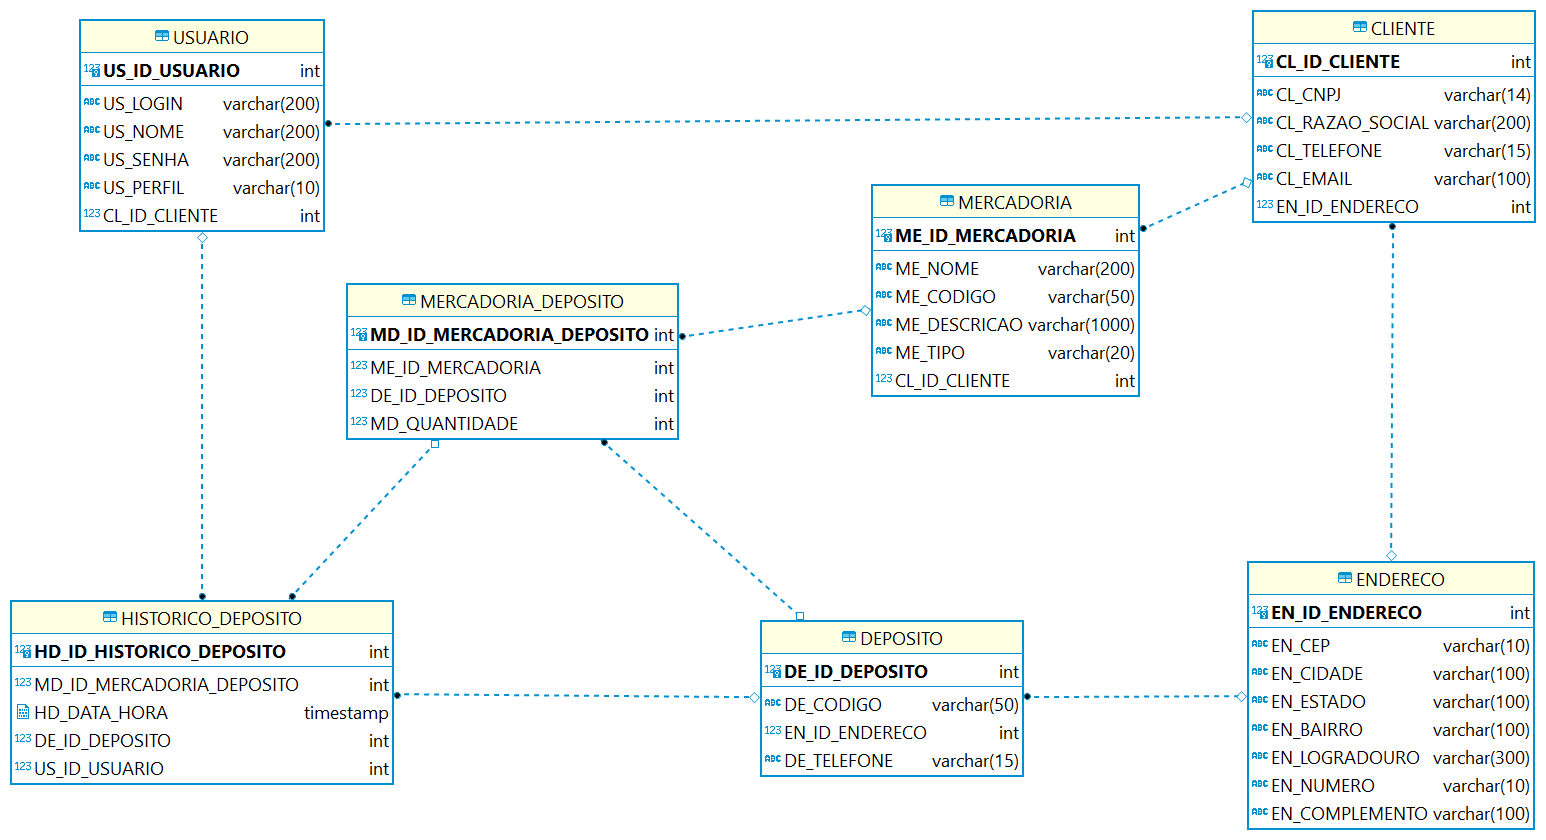 USUARIO
US_ID_USUARIO int
US_LOGIN varchar(200)
US_NOME varchar(200)
US_SENHA varchar(200)
US_PERFIL varchar(10)
CL_ID_CLIENTE int
CLIENTE
CL_ID_CLIENTE int
CL_CNPJ varchar(14)
CL_RAZAO_SOCIAL varchar(200)
CL_TELEFONE varchar(15)
CL_EMAIL varchar(100)
EN_ID_ENDERECO int
MERCADORIA
ME_ID_MERCADORIA int
ME_NOME varchar(200)
ME_CODIGO varchar(50)
ME_DESCRICAO varchar(1000)
ME_TIPO varchar(20)
CL_ID_CLIENTE int
MERCADORIA_DEPOSITO
MD_ID_MERCADORIA_DEPOSITO int
ME_ID_MERCADORIA int
DE_ID_DEPOSITO int
MD_QUANTIDADE int
HISTORICO_DEPOSITO
HD_ID_HISTORICO_DEPOSITO int
MD_ID_MERCADORIA_DEPOSITO int
HD_DATA_HORA timestamp
DE_ID_DEPOSITO int
US_ID_USUARIO int
DEPOSITO
DE_ID_DEPOSITO int
DE_CODIGO varchar(50)
EN_ID_ENDERECO int
DE_TELEFONE varchar(15)
ENDERECO
EN_ID_ENDERECO int
EN_CEP varchar(10)
EN_CIDADE varchar(100)
EN_ESTADO varchar(100)
EN_BAIRRO varchar(100)
EN_LOGRADOURO varchar(300)
EN_NUMERO varchar(10)
EN_COMPLEMENTO varchar(100)